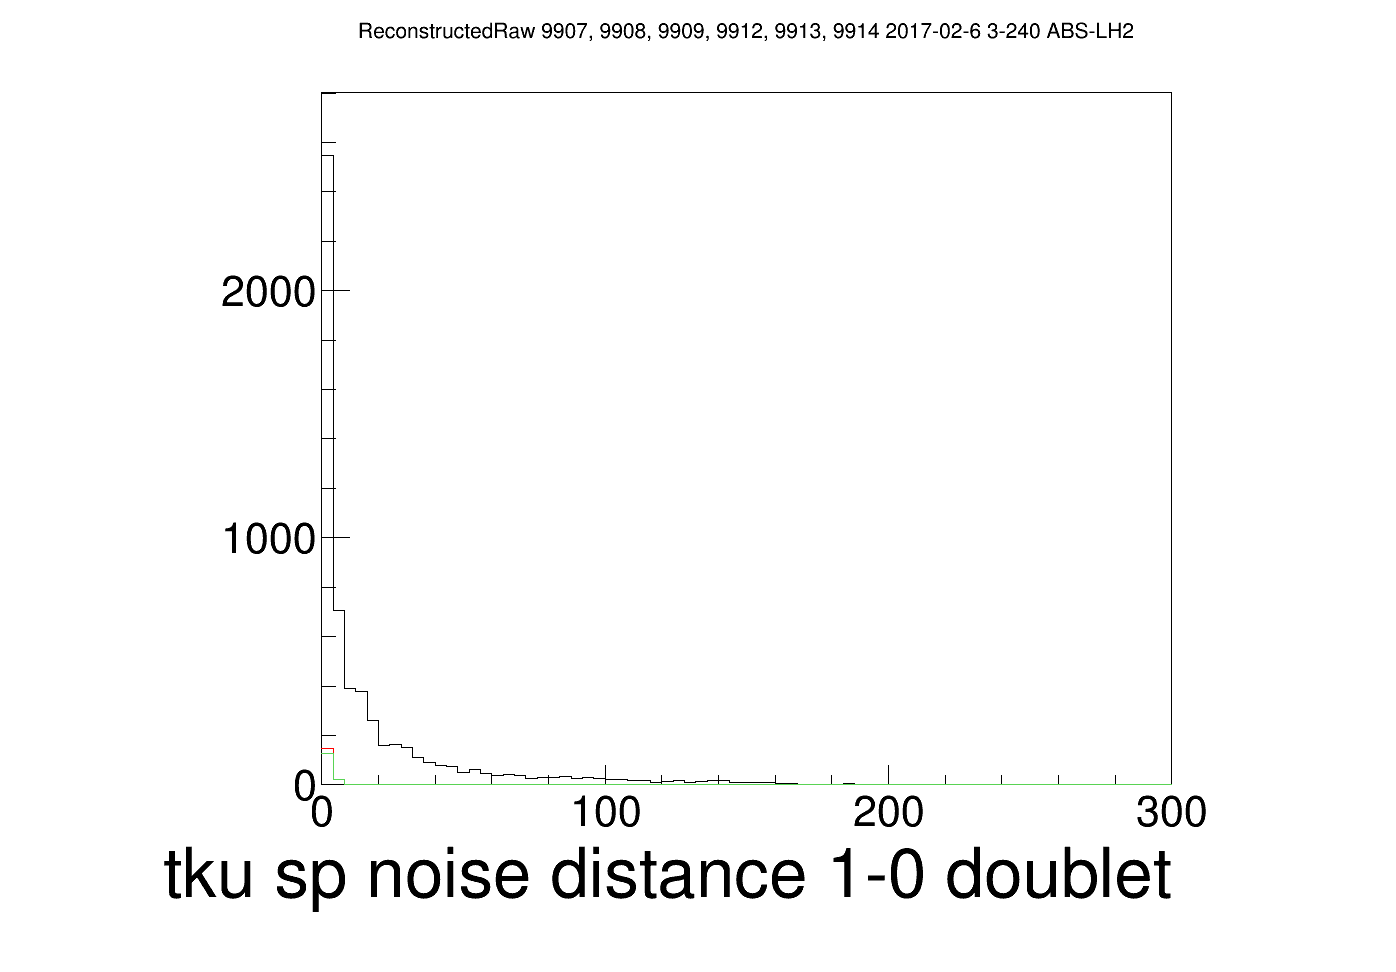 ReconstructedRaw 9907, 9908, 9909, 9912, 9913, 9914 2017-02-6 3-240 ABS-LH2
2000
1000
0
0 100 200 300
tku sp noise distance 1-0 doublet